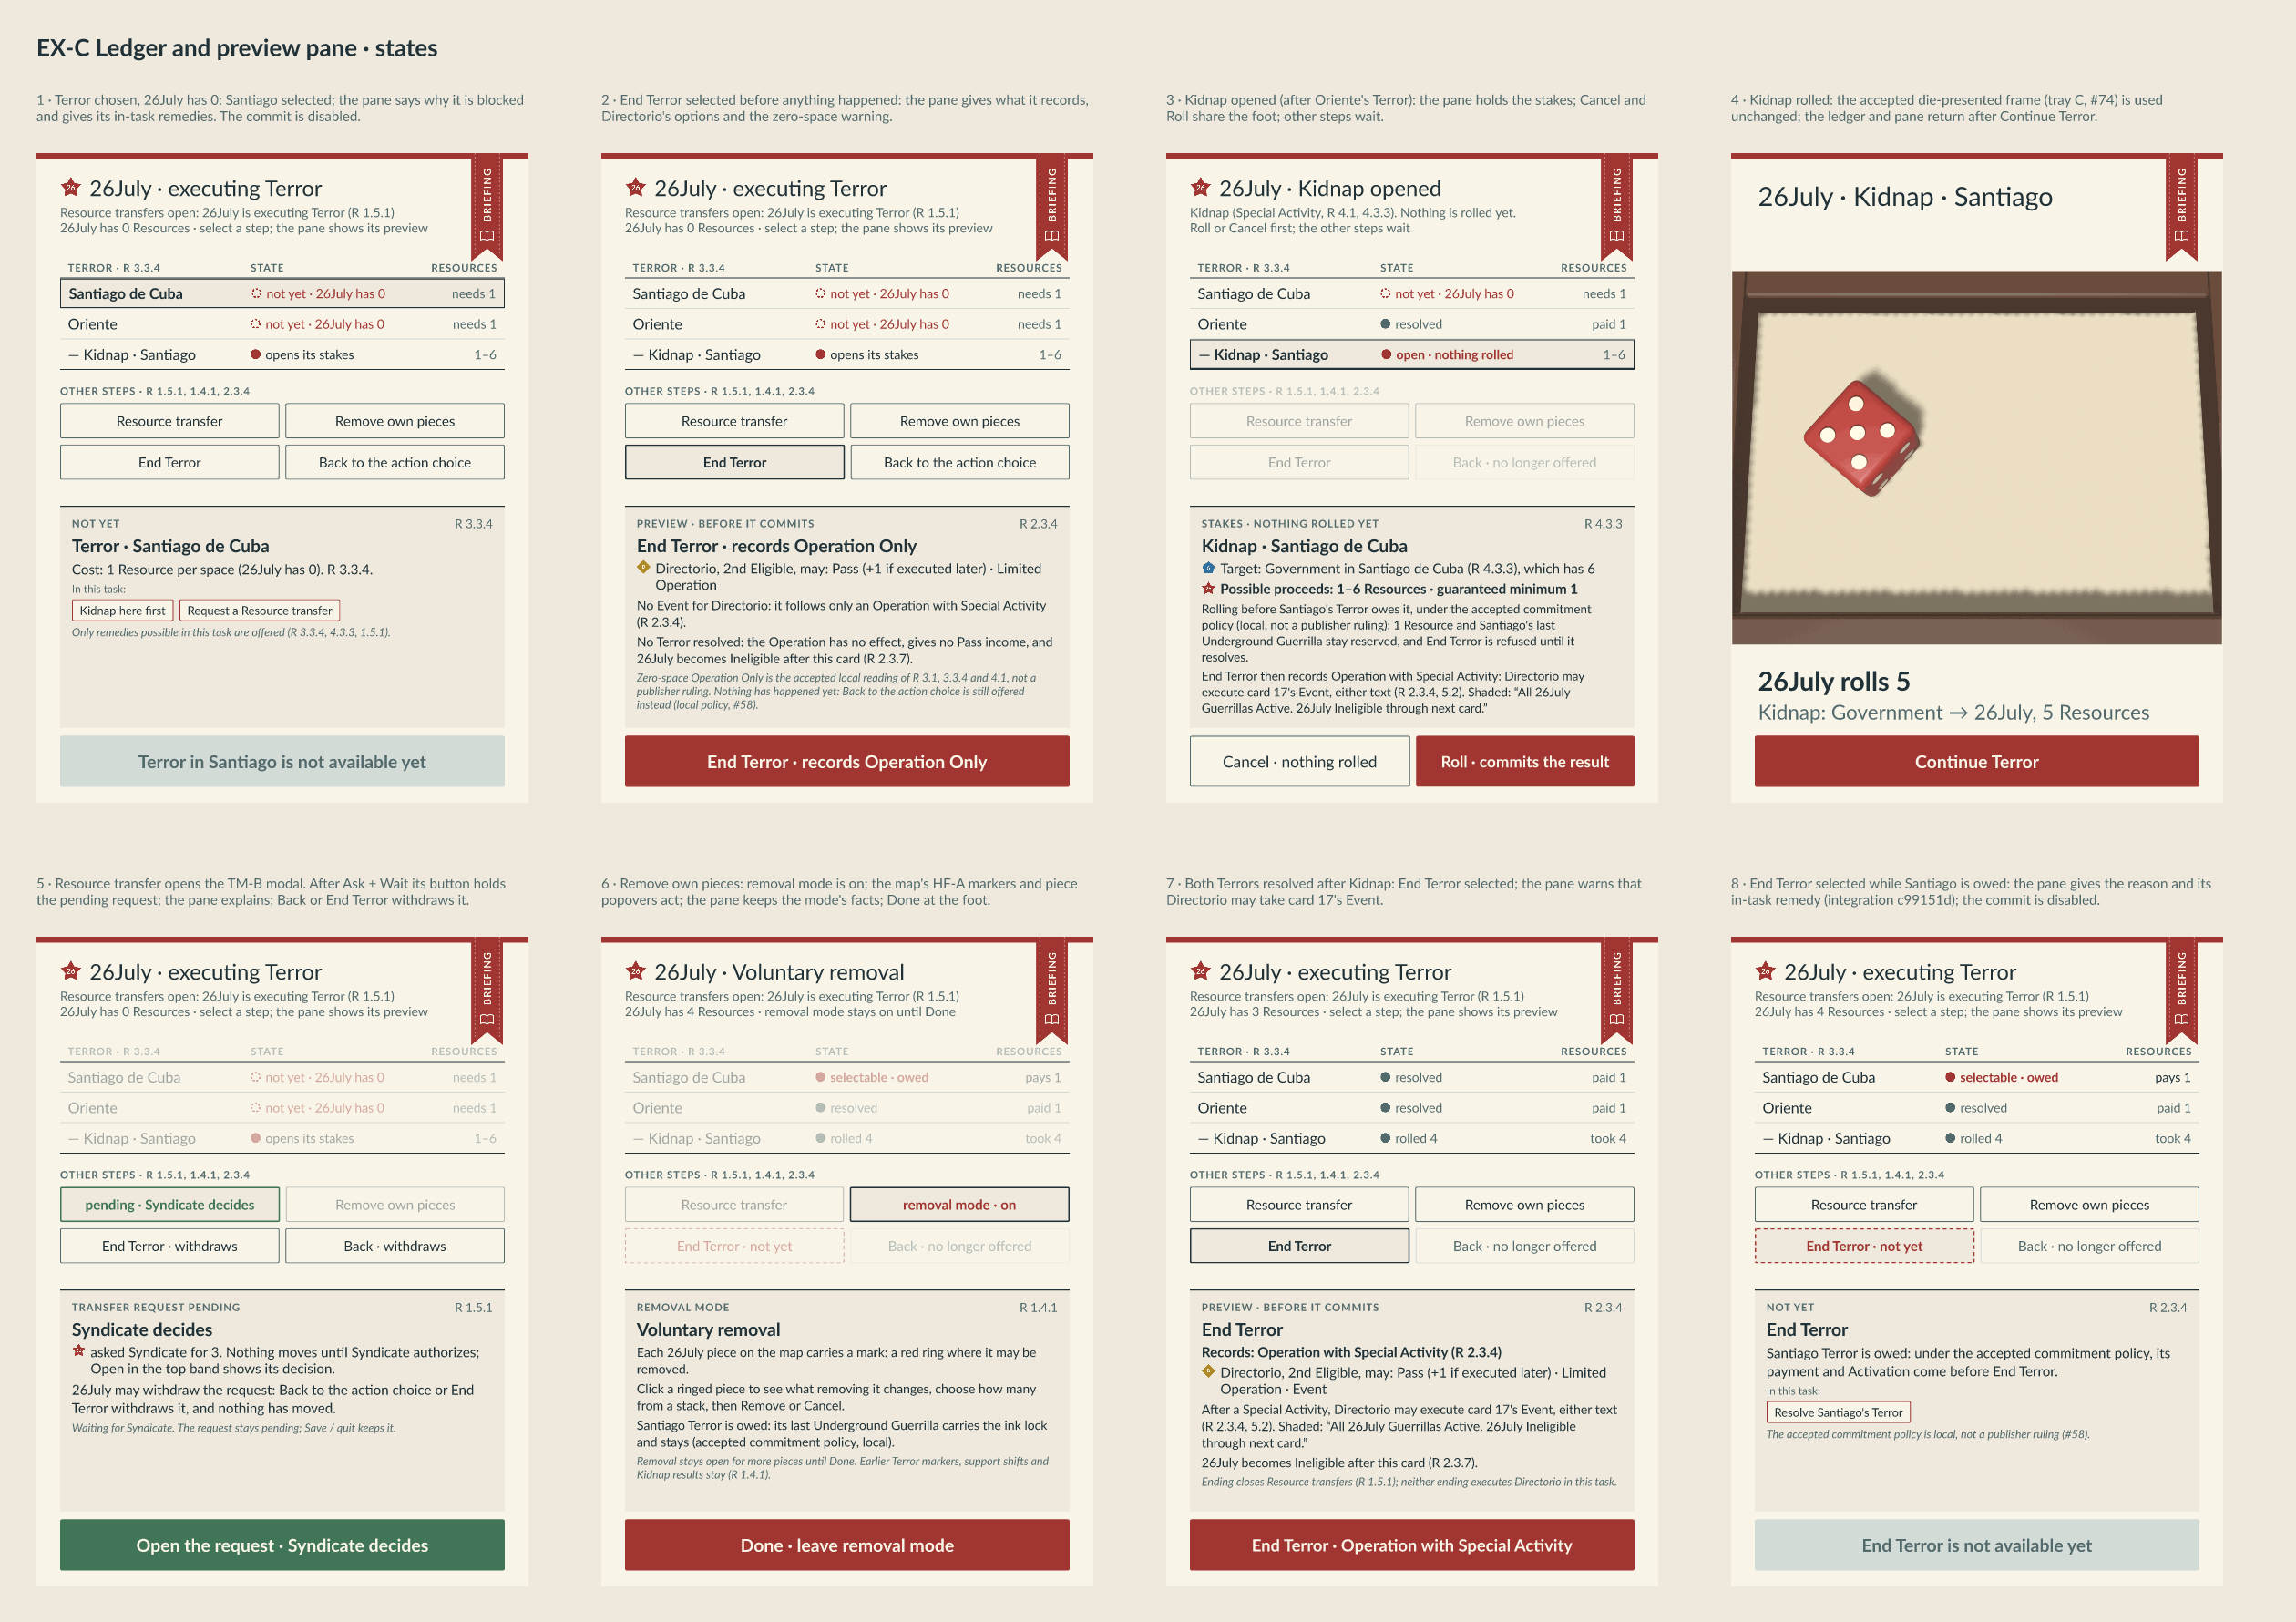 EX-C Ledger and preview pane · states
1 · Terror chosen, 26July has 0: Santiago selected; the pane says why it is blocked
and gives its in-task remedies. The commit is disabled.
26July · executing Terror
BRIEFING
Resource transfers open: 26July is executing Terror (R 1.5.1)
26July has 0 Resources · select a step; the pane shows its preview
TERROR · R 3.3.4 STATE RESOURCES
Santiago de Cuba not yet · 26July has 0 needs 1
Oriente not yet · 26July has 0 needs 1
— Kidnap · Santiago opens its stakes 1–6
OTHER STEPS · R 1.5.1, 1.4.1, 2.3.4
Resource transfer Remove own pieces
End Terror Back to the action choice
NOT YET R 3.3.4
Terror · Santiago de Cuba
Cost: 1 Resource per space (26July has 0). R 3.3.4.
In this task:
Kidnap here first Request a Resource transfer
Only remedies possible in this task are offered (R 3.3.4, 4.3.3, 1.5.1).
Terror in Santiago is not available yet
2 · End Terror selected before anything happened: the pane gives what it records,
Directorio's options and the zero-space warning.
26July · executing Terror
BRIEFING
Resource transfers open: 26July is executing Terror (R 1.5.1)
26July has 0 Resources · select a step; the pane shows its preview
TERROR · R 3.3.4 STATE RESOURCES
Santiago de Cuba not yet · 26July has 0 needs 1
Oriente not yet · 26July has 0 needs 1
— Kidnap · Santiago opens its stakes 1–6
OTHER STEPS · R 1.5.1, 1.4.1, 2.3.4
Resource transfer Remove own pieces
End Terror Back to the action choice
PREVIEW · BEFORE IT COMMITS R 2.3.4
End Terror · records Operation Only
Directorio, 2nd Eligible, may: Pass (+1 if executed later) · Limited
Operation
No Event for Directorio: it follows only an Operation with Special Activity
(R 2.3.4).
No Terror resolved: the Operation has no effect, gives no Pass income, and
26July becomes Ineligible after this card (R 2.3.7).
Zero-space Operation Only is the accepted local reading of R 3.1, 3.3.4 and 4.1, not a
publisher ruling. Nothing has happened yet: Back to the action choice is still offered
instead (local policy, #58).
End Terror · records Operation Only
3 · Kidnap opened (after Oriente's Terror): the pane holds the stakes; Cancel and
Roll share the foot; other steps wait.
26July · Kidnap opened
BRIEFING
Kidnap (Special Activity, R 4.1, 4.3.3). Nothing is rolled yet.
Roll or Cancel first; the other steps wait
TERROR · R 3.3.4 STATE RESOURCES
Santiago de Cuba not yet · 26July has 0 needs 1
Oriente resolved paid 1
— Kidnap · Santiago open · nothing rolled 1–6
OTHER STEPS · R 1.5.1, 1.4.1, 2.3.4
Resource transfer Remove own pieces
End Terror Back · no longer offered
STAKES · NOTHING ROLLED YET R 4.3.3
Kidnap · Santiago de Cuba
Target: Government in Santiago de Cuba (R 4.3.3), which has 6
Possible proceeds: 1–6 Resources · guaranteed minimum 1
Rolling before Santiago's Terror owes it, under the accepted commitment
policy (local, not a publisher ruling): 1 Resource and Santiago's last
Underground Guerrilla stay reserved, and End Terror is refused until it
resolves.
End Terror then records Operation with Special Activity: Directorio may
execute card 17's Event, either text (R 2.3.4, 5.2). Shaded: “All 26July
Guerrillas Active. 26July Ineligible through next card.”
Cancel · nothing rolled Roll · commits the result
4 · Kidnap rolled: the accepted die-presented frame (tray C, #74) is used
unchanged; the ledger and pane return after Continue Terror.
26July · Kidnap · Santiago
BRIEFING
26July rolls 5
Kidnap: Government → 26July, 5 Resources
Continue Terror
5 · Resource transfer opens the TM-B modal. After Ask + Wait its button holds
the pending request; the pane explains; Back or End Terror withdraws it.
26July · executing Terror
BRIEFING
Resource transfers open: 26July is executing Terror (R 1.5.1)
26July has 0 Resources · select a step; the pane shows its preview
TERROR · R 3.3.4 STATE RESOURCES
Santiago de Cuba not yet · 26July has 0 needs 1
Oriente not yet · 26July has 0 needs 1
— Kidnap · Santiago opens its stakes 1–6
OTHER STEPS · R 1.5.1, 1.4.1, 2.3.4
pending · Syndicate decides Remove own pieces
End Terror · withdraws Back · withdraws
TRANSFER REQUEST PENDING R 1.5.1
Syndicate decides
asked Syndicate for 3. Nothing moves until Syndicate authorizes;
Open in the top band shows its decision.
26July may withdraw the request: Back to the action choice or End
Terror withdraws it, and nothing has moved.
Waiting for Syndicate. The request stays pending; Save / quit keeps it.
Open the request · Syndicate decides
6 · Remove own pieces: removal mode is on; the map's HF-A markers and piece
popovers act; the pane keeps the mode's facts; Done at the foot.
26July · Voluntary removal
BRIEFING
Resource transfers open: 26July is executing Terror (R 1.5.1)
26July has 4 Resources · removal mode stays on until Done
TERROR · R 3.3.4 STATE RESOURCES
Santiago de Cuba selectable · owed pays 1
Oriente resolved paid 1
— Kidnap · Santiago rolled 4 took 4
OTHER STEPS · R 1.5.1, 1.4.1, 2.3.4
Resource transfer removal mode · on
End Terror · not yet Back · no longer offered
REMOVAL MODE R 1.4.1
Voluntary removal
Each 26July piece on the map carries a mark: a red ring where it may be
removed.
Click a ringed piece to see what removing it changes, choose how many
from a stack, then Remove or Cancel.
Santiago Terror is owed: its last Underground Guerrilla carries the ink lock
and stays (accepted commitment policy, local).
Removal stays open for more pieces until Done. Earlier Terror markers, support shifts and
Kidnap results stay (R 1.4.1).
Done · leave removal mode
7 · Both Terrors resolved after Kidnap: End Terror selected; the pane warns that
Directorio may take card 17's Event.
26July · executing Terror
BRIEFING
Resource transfers open: 26July is executing Terror (R 1.5.1)
26July has 3 Resources · select a step; the pane shows its preview
TERROR · R 3.3.4 STATE RESOURCES
Santiago de Cuba resolved paid 1
Oriente resolved paid 1
— Kidnap · Santiago rolled 4 took 4
OTHER STEPS · R 1.5.1, 1.4.1, 2.3.4
Resource transfer Remove own pieces
End Terror Back · no longer offered
PREVIEW · BEFORE IT COMMITS R 2.3.4
End Terror
Records: Operation with Special Activity (R 2.3.4)
Directorio, 2nd Eligible, may: Pass (+1 if executed later) · Limited
Operation · Event
After a Special Activity, Directorio may execute card 17's Event, either text
(R 2.3.4, 5.2). Shaded: “All 26July Guerrillas Active. 26July Ineligible
through next card.”
26July becomes Ineligible after this card (R 2.3.7).
Ending closes Resource transfers (R 1.5.1); neither ending executes Directorio in this task.
End Terror · Operation with Special Activity
8 · End Terror selected while Santiago is owed: the pane gives the reason and its
in-task remedy (integration c99151d); the commit is disabled.
26July · executing Terror
BRIEFING
Resource transfers open: 26July is executing Terror (R 1.5.1)
26July has 4 Resources · select a step; the pane shows its preview
TERROR · R 3.3.4 STATE RESOURCES
Santiago de Cuba selectable · owed pays 1
Oriente resolved paid 1
— Kidnap · Santiago rolled 4 took 4
OTHER STEPS · R 1.5.1, 1.4.1, 2.3.4
Resource transfer Remove own pieces
End Terror · not yet Back · no longer offered
NOT YET R 2.3.4
End Terror
Santiago Terror is owed: under the accepted commitment policy, its
payment and Activation come before End Terror.
In this task:
Resolve Santiago's Terror
The accepted commitment policy is local, not a publisher ruling (#58).
End Terror is not available yet